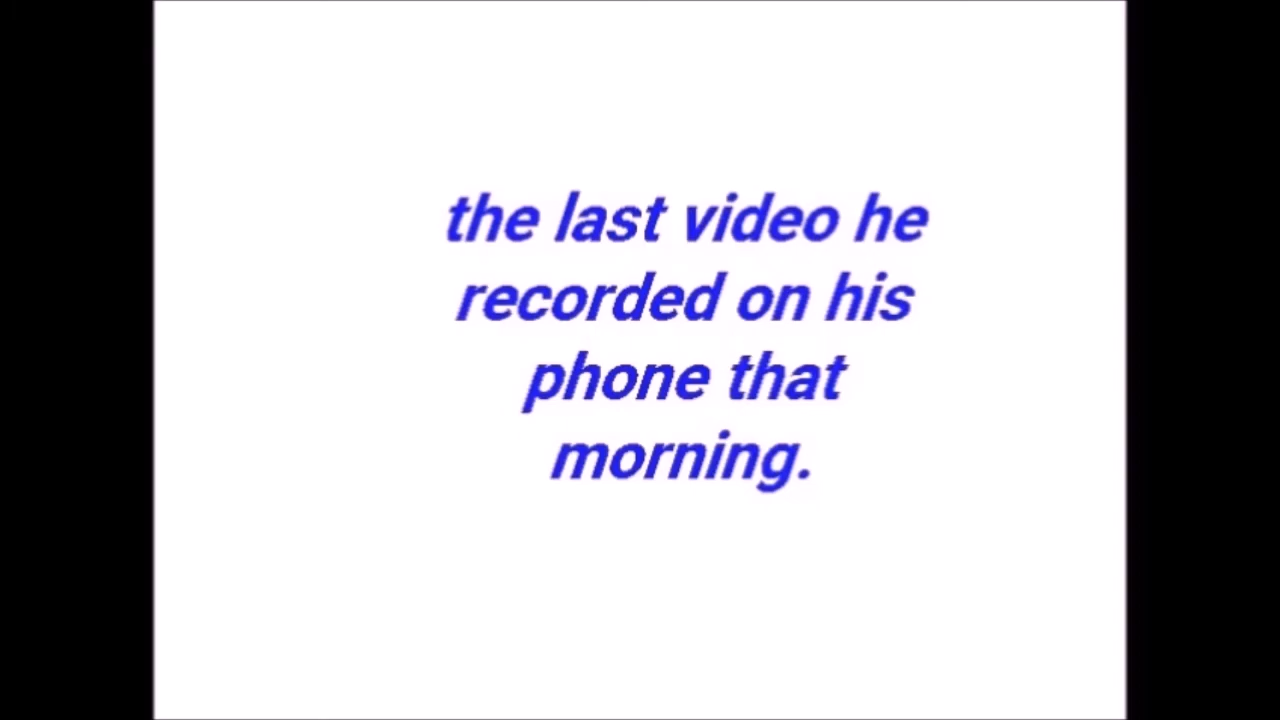 the last video he
recorded on his
phone that
morning.